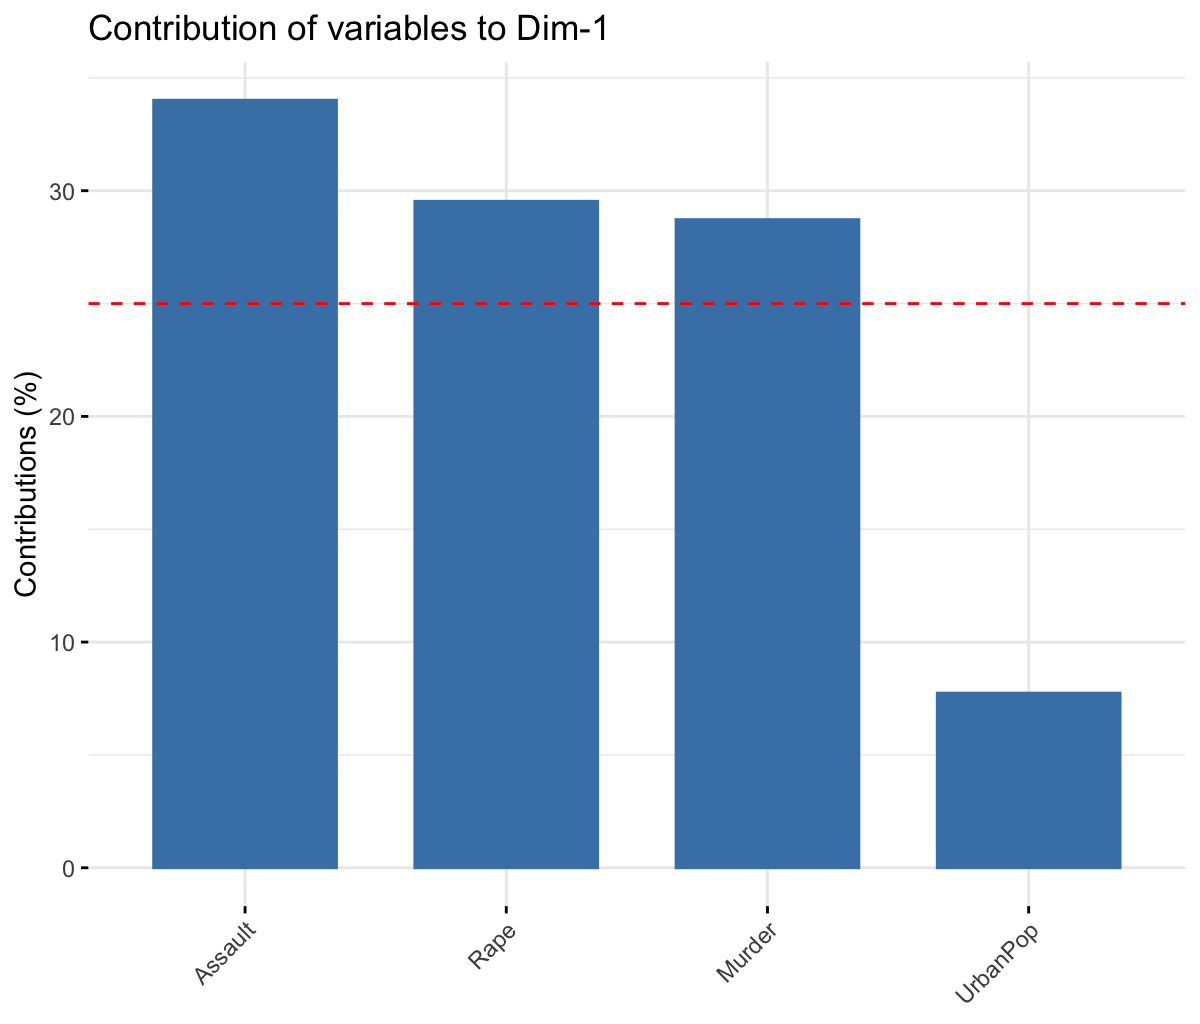 Contribution of variables to Dim-1
Contributions (%)
30
20
10
0
Assault
Rape
Murder
UrbanPop